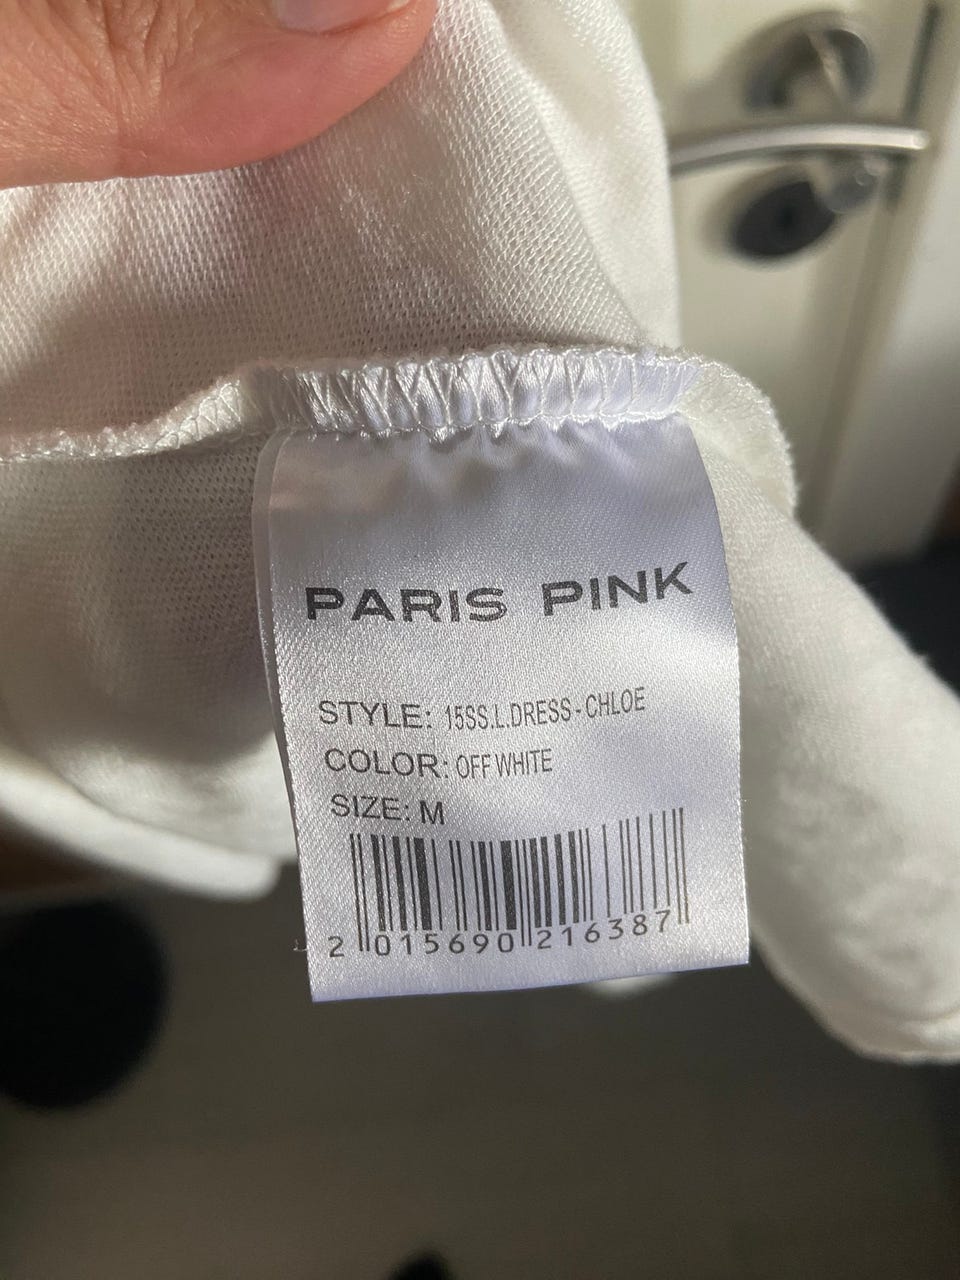 PARIS PINK
STYLE: 15SS.L.DRESS-CHLOE
COLOR: OFF WHITE
SIZE: M
2 015690 216387